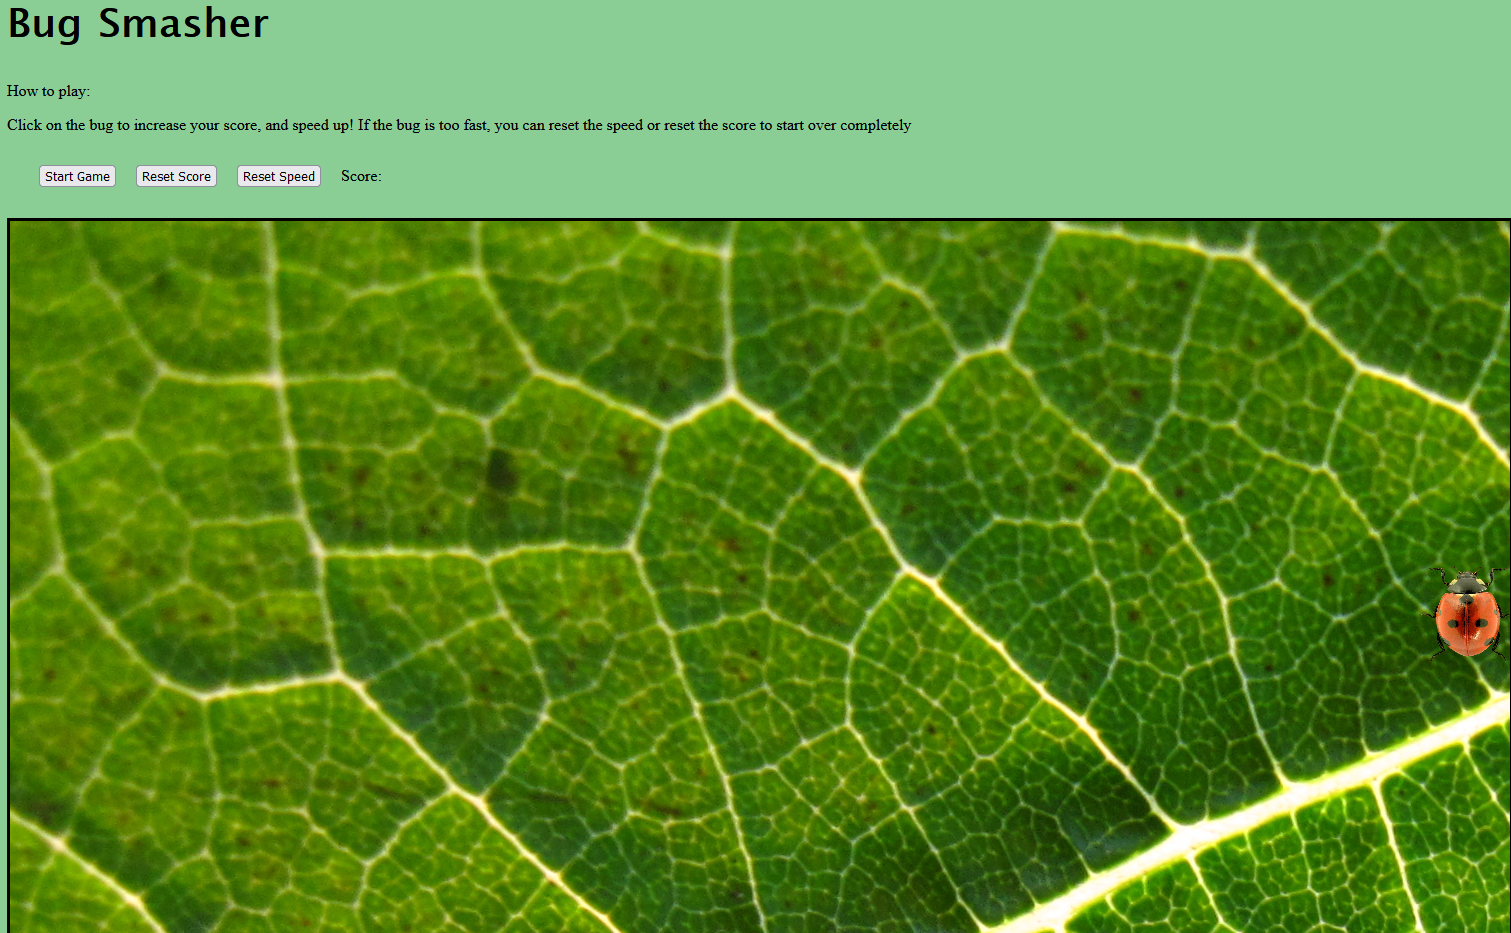 Bug Smasher
How to play:
Click on the bug to increase your score, and speed up! If the bug is too fast, you can reset the speed or reset the score to start over completely
Start Game Reset Score Reset Speed Score: